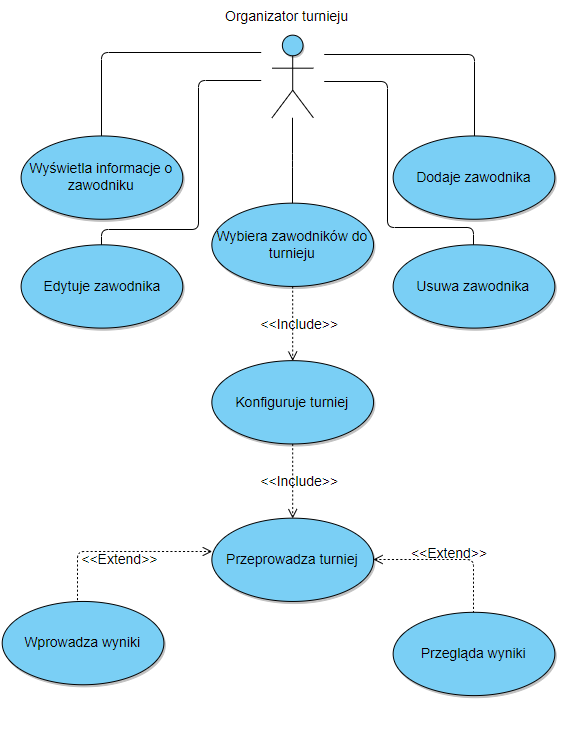 Organizator turnieju
Wyświetla informacje o
zawodniku
Dodaje zawodnika
Wybiera zawodników do
turnieju
Edytuje zawodnika
Usuwa zawodnika
<<Include>>
Konfiguruje turniej
<<Include>>
Przeprowadza turniej
<<Extend>>
<<Extend>>
Wprowadza wyniki
Przegląda wyniki